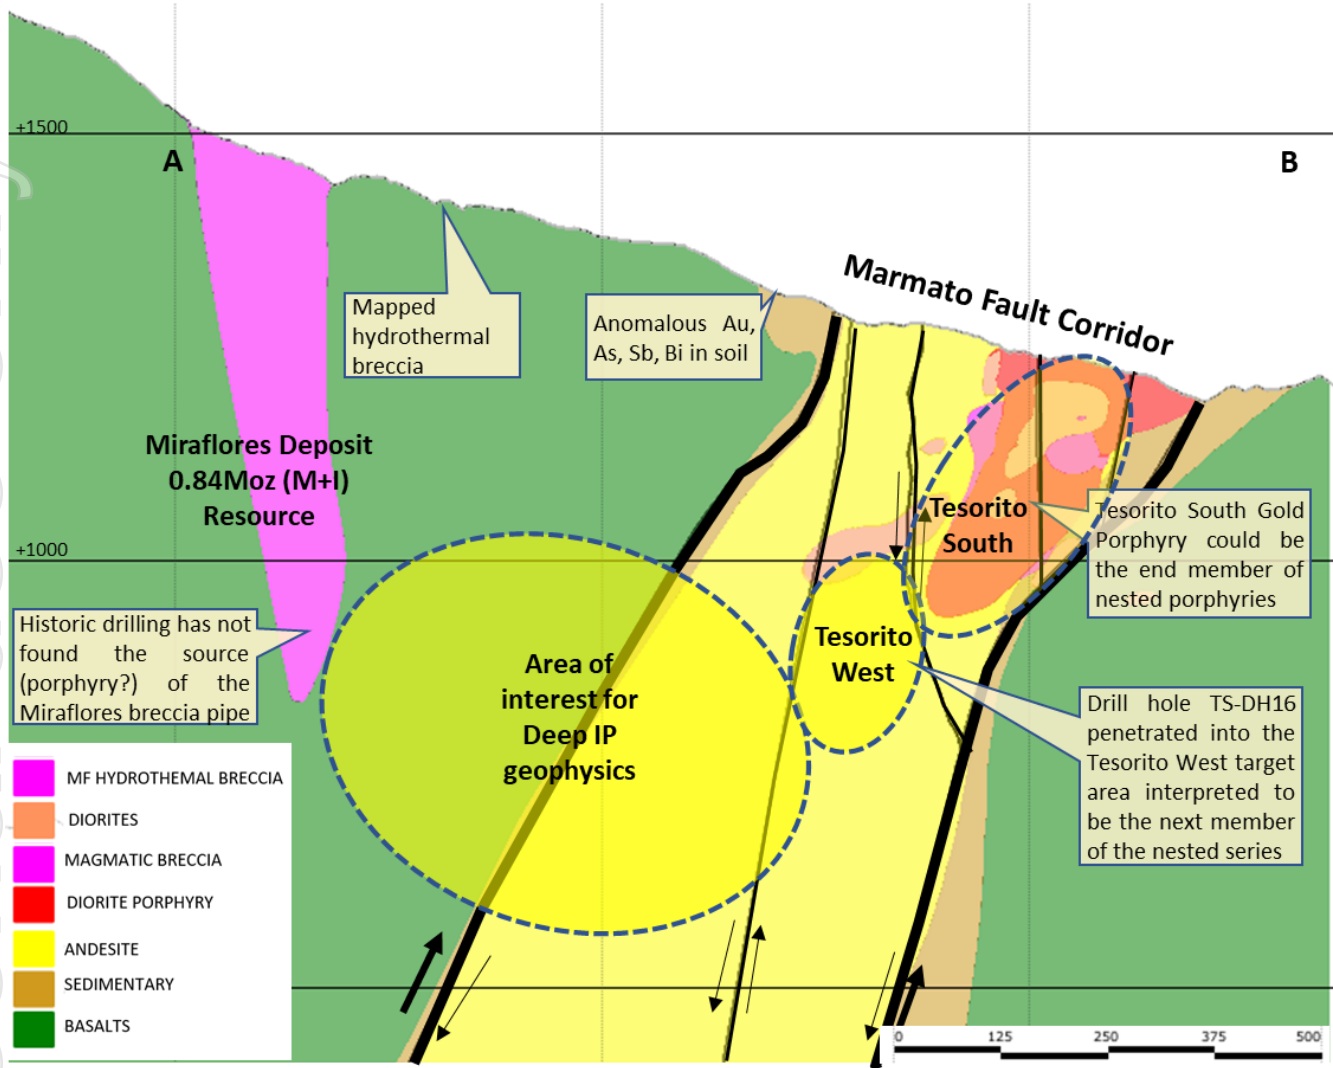 +1500
A
B
Marmato Fault Corridor
Mapped
hydrothermal
breccia
Anomalous Au,
As, Sb, Bi in soil
Miraflores Deposit
0.84Moz (M+I)
Resource
+1000
Tesorito
South
Tesorito South Gold
Porphyry could be
the end member of
nested porphyries
Historic drilling has not
found the source
(porphyry?) of the
Miraflores breccia pipe
Area of
interest for
Deep IP
geophysics
Tesorito
West
Drill hole TS-DH16
penetrated into the
Tesorito West target
area interpreted to
be the next member
of the nested series
MF HYDROTHEMAL BRECCIA
DIORITES
MAGMATIC BRECCIA
DIORITE PORPHYRY
ANDESITE
SEDIMENTARY
BASALTS
0 125 250 375 500